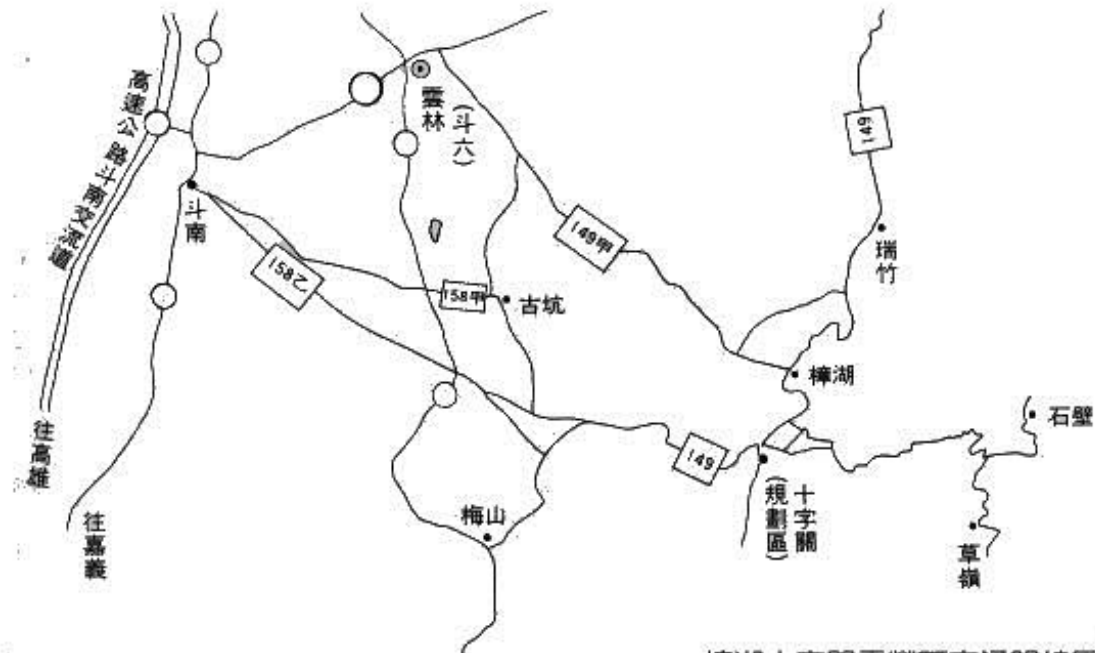 高速公路斗南交流道
雲林
(斗六)
149
斗南
149甲
瑞竹
158乙
158甲
古坑
樟湖
石壁
149
往高雄
往嘉義
梅山
十字關
(規劃區)
草嶺